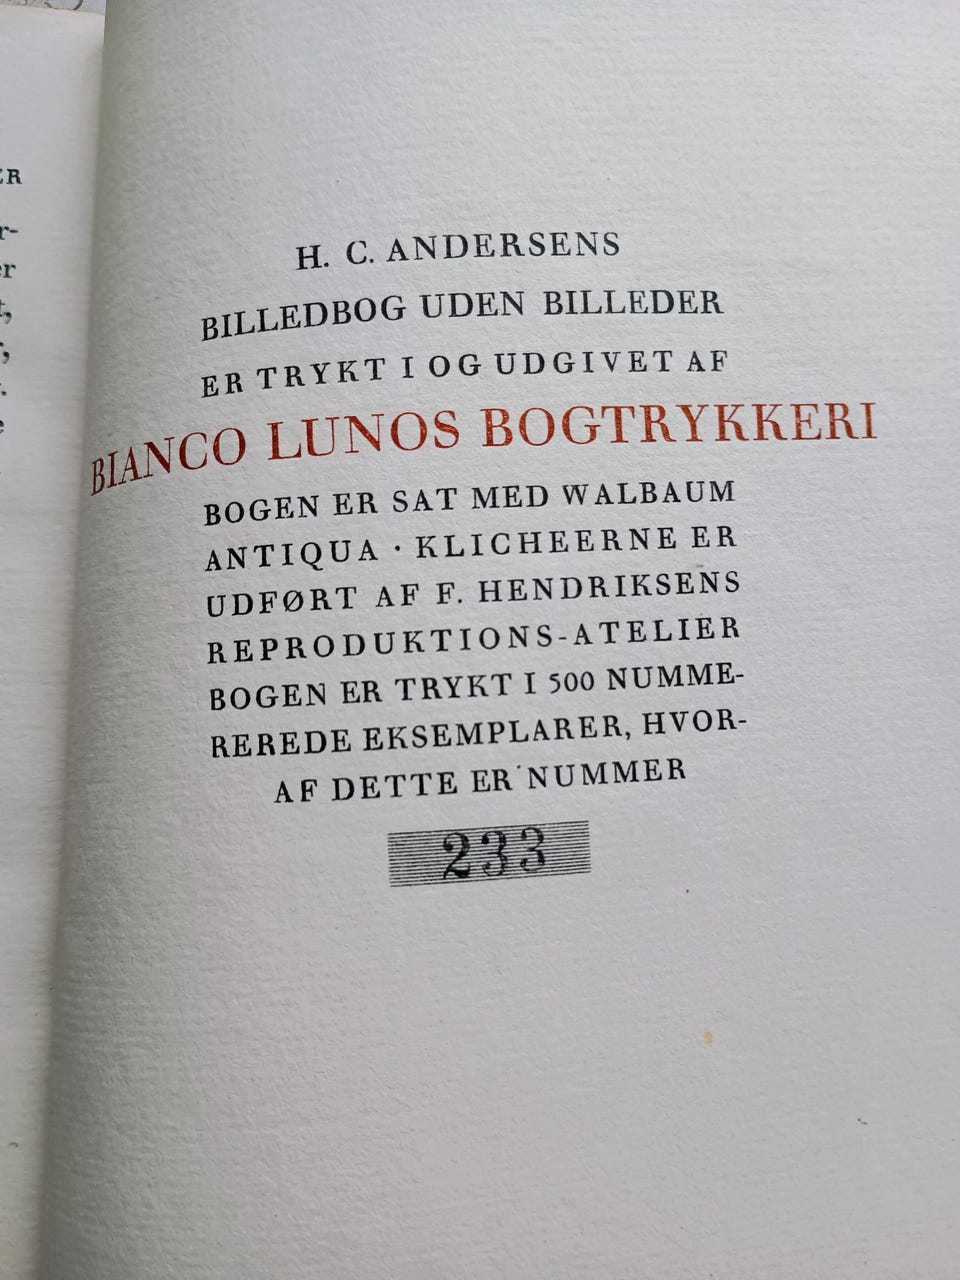 ER
r-
er
t,
,
.
e
H. C. ANDERSENS
BILLEDBOG UDEN BILLEDER
ER TRYKT I OG UDGIVET AF
BIANCO LUNOS BOGTRYKKERI
BOGEN ER SAT MED WALBAUM
ANTIQUA · KLICHEERNE ER
UDFØRT AF F. HENDRIKSENS
REPRODUKTIONS-ATELIER
BOGEN ER TRYKT I 500 NUMME-
REREDE EKSEMPLARER, HVOR-
AF DETTE ER NUMMER
233